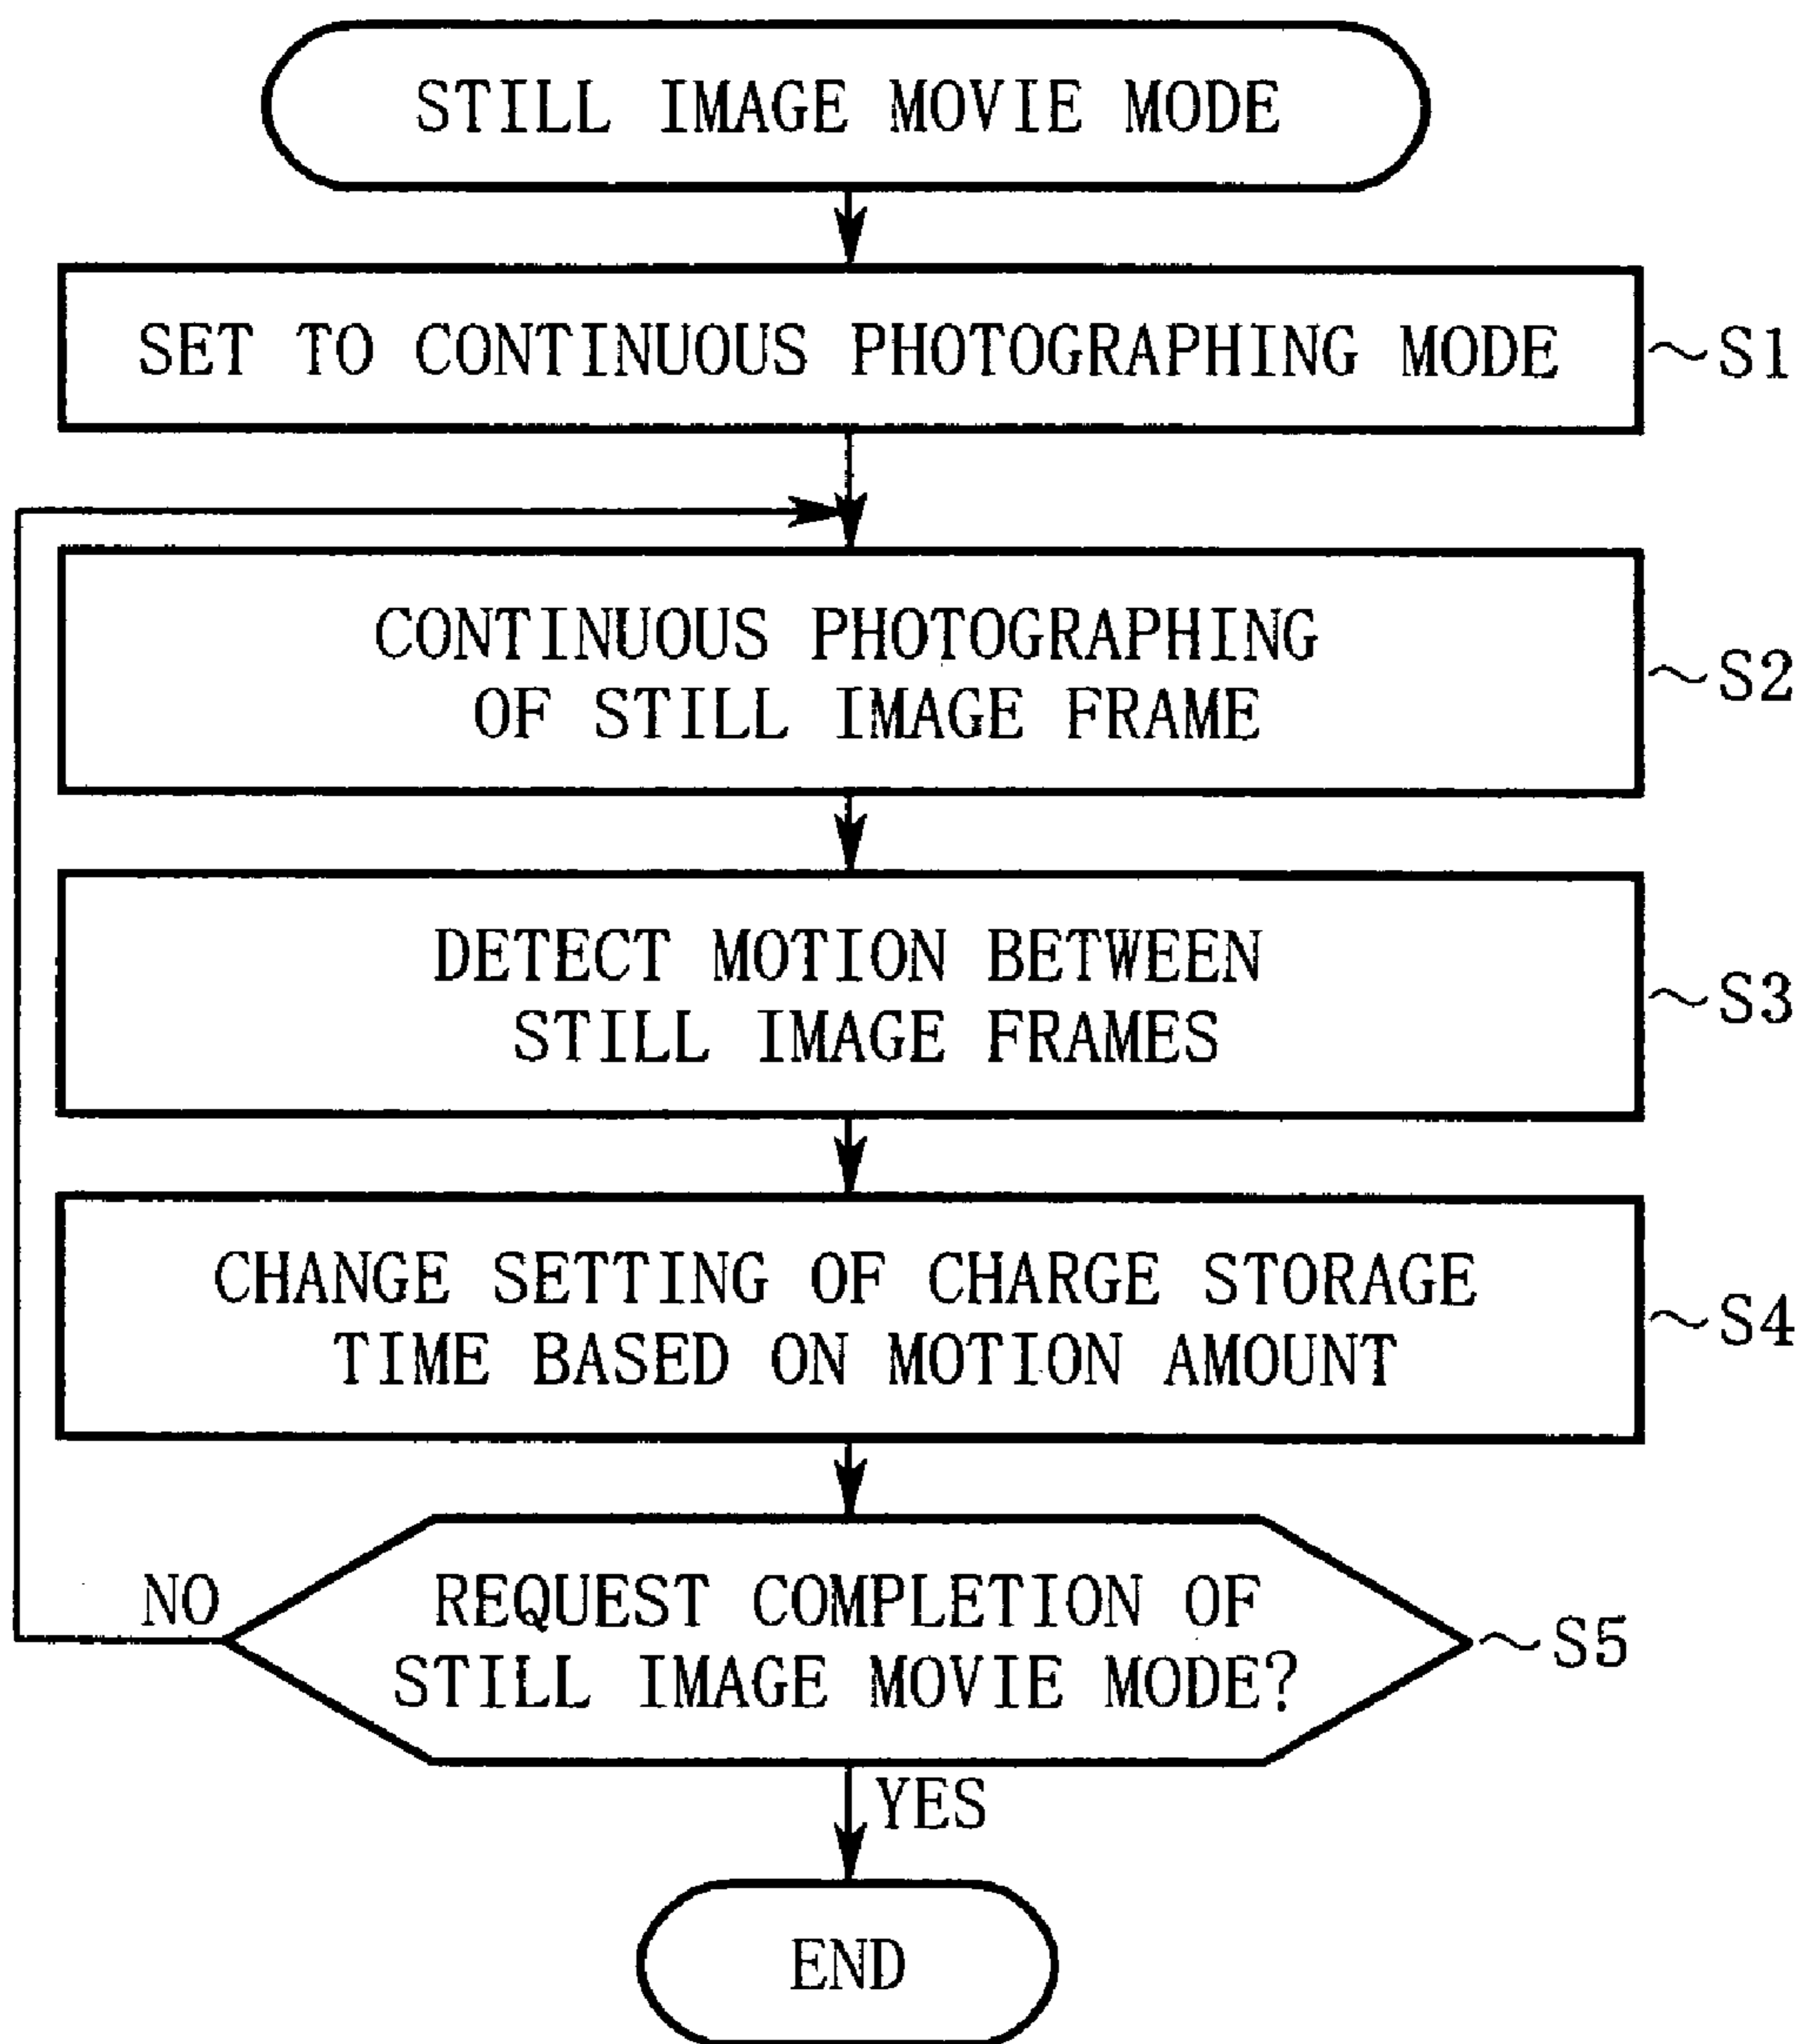 STILL IMAGE MOVIE MODE
SET TO CONTINUOUS PHOTOGRAPHING MODE
~S1
CONTINUOUS PHOTOGRAPHING
OF STILL IMAGE FRAME
~S2
DETECT MOTION BETWEEN
STILL IMAGE FRAMES
~S3
CHANGE SETTING OF CHARGE STORAGE
TIME BASED ON MOTION AMOUNT
~S4
NO
REQUEST COMPLETION OF
STILL IMAGE MOVIE MODE?
~S5
YES
END